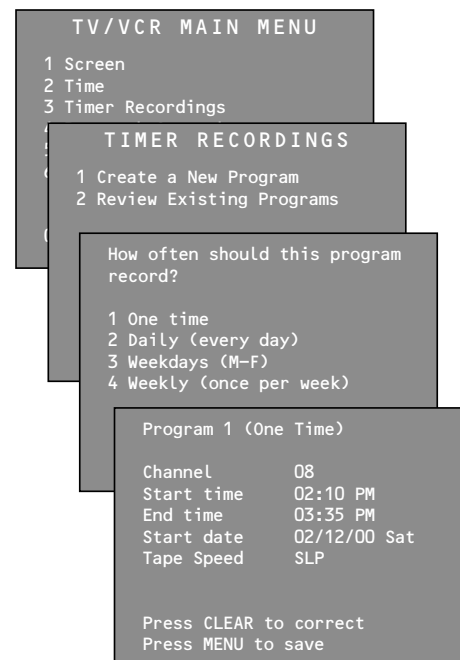 TV/VCR MAIN MENU
1 Screen
2 Time
3 Timer Recordings
TIMER RECORDINGS
1 Create a New Program
2 Review Existing Programs
How often should this program
record?
1 One time
2 Daily (every day)
3 Weekdays (M-F)
4 Weekly (once per week)
Program 1 (One Time)
Channel 08
Start time 02:10 PM
End time 03:35 PM
Start date 02/12/00 Sat
Tape Speed SLP
Press CLEAR to correct
Press MENU to save